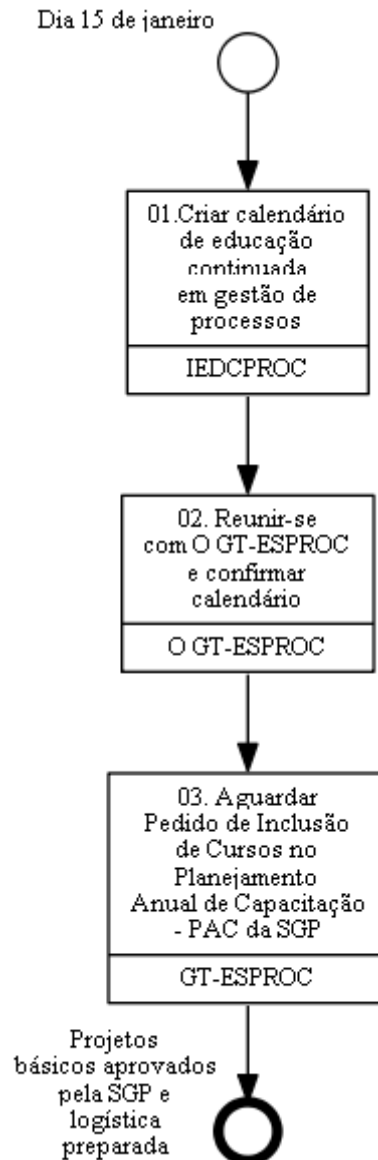 Dia 15 de janeiro
01.Criar calendário
de educação
continuada
em gestão de
processos
IEDCPROC
02. Reunir-se
com O GT-ESPROC
e confirmar
calendário
O GT-ESPROC
03. Aguardar
Pedido de Inclusão
de Cursos no
Planejamento
Anual de Capacitação
- PAC da SGP
GT-ESPROC
Projetos
básicos aprovados
pela SGP e
logística
preparada